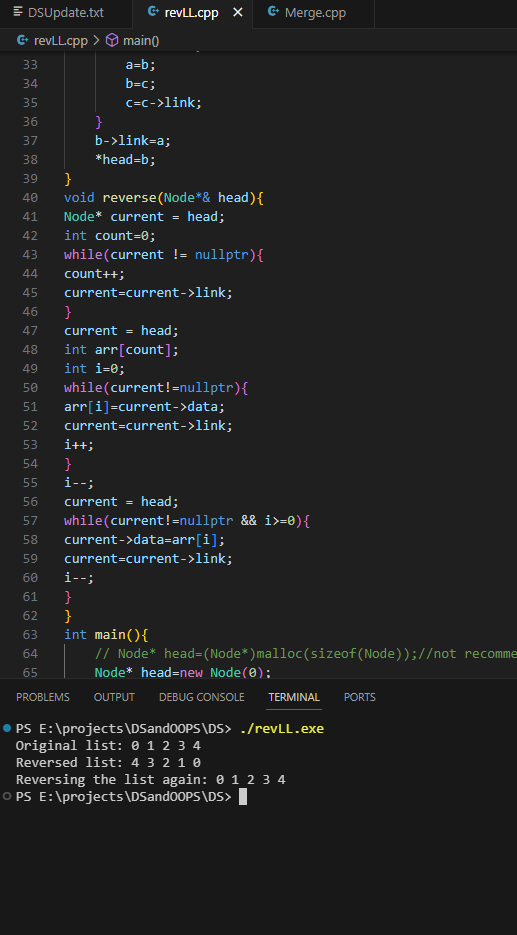 DSUpdate.txt revLL.cpp Merge.cpp
revLL.cpp > main()
33 a=b;
34 b=c;
35 c=c->link;
36 }
37 b->link=a;
38 *head=b;
39 }
40 void reverse(Node*& head){
41 Node* current = head;
42 int count=0;
43 while(current != nullptr){
44 count++;
45 current=current->link;
46 }
47 current = head;
48 int arr[count];
49 int i=0;
50 while(current!=nullptr){
51 arr[i]=current->data;
52 current=current->link;
53 i++;
54 }
55 i--;
56 current = head;
57 while(current!=nullptr && i>=0){
58 current->data=arr[i];
59 current=current->link;
60 i--;
61 }
62 }
63 int main(){
64 // Node* head=(Node*)malloc(sizeof(Node));//not recomme
65 Node* head=new Node(0);
PROBLEMS OUTPUT DEBUG CONSOLE TERMINAL PORTS
PS E:\projects\DSandOOPS\DS> ./revLL.exe
Original list: 0 1 2 3 4
Reversed list: 4 3 2 1 0
Reversing the list again: 0 1 2 3 4
PS E:\projects\DSandOOPS\DS>